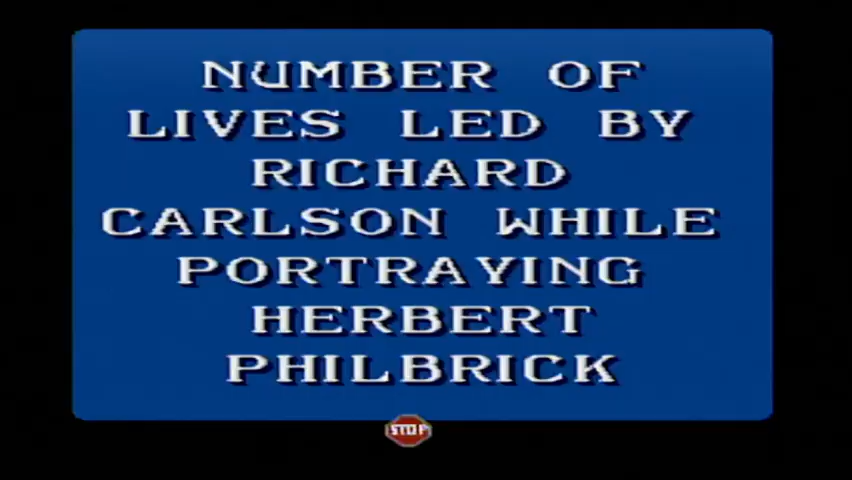 NUMBER OF
LIVES LED BY
RICHARD
CARLSON WHILE
PORTRAYING
HERBERT
PHILBRICK
STOP